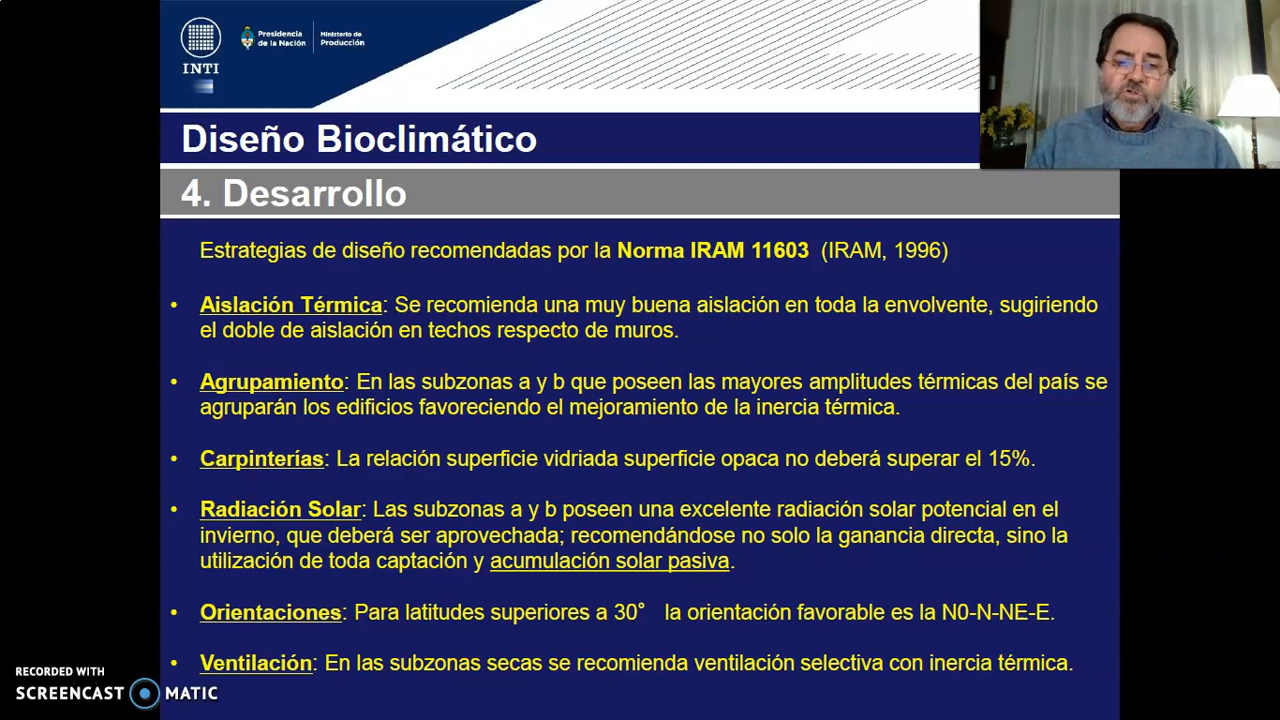 INTI
Presidencia
de la Nación
Ministerio de
Producción
Diseño Bioclimático
4. Desarrollo
Estrategias de diseño recomendadas por la Norma IRAM 11603 (IRAM, 1996)
• Aislación Térmica: Se recomienda una muy buena aislación en toda la envolvente, sugiriendo
el doble de aislación en techos respecto de muros.
• Agrupamiento: En las subzonas a y b que poseen las mayores amplitudes térmicas del país se
agruparán los edificios favoreciendo el mejoramiento de la inercia térmica.
• Carpinterías: La relación superficie vidriada superficie opaca no deberá superar el 15%.
• Radiación Solar: Las subzonas a y b poseen una excelente radiación solar potencial en el
invierno, que deberá ser aprovechada; recomendándose no solo la ganancia directa, sino la
utilización de toda captación y acumulación solar pasiva.
• Orientaciones: Para latitudes superiores a 30° la orientación favorable es la N0-N-NE-E.
• Ventilación: En las subzonas secas se recomienda ventilación selectiva con inercia térmica.
RECORDED WITH
SCREENCAST MATIC